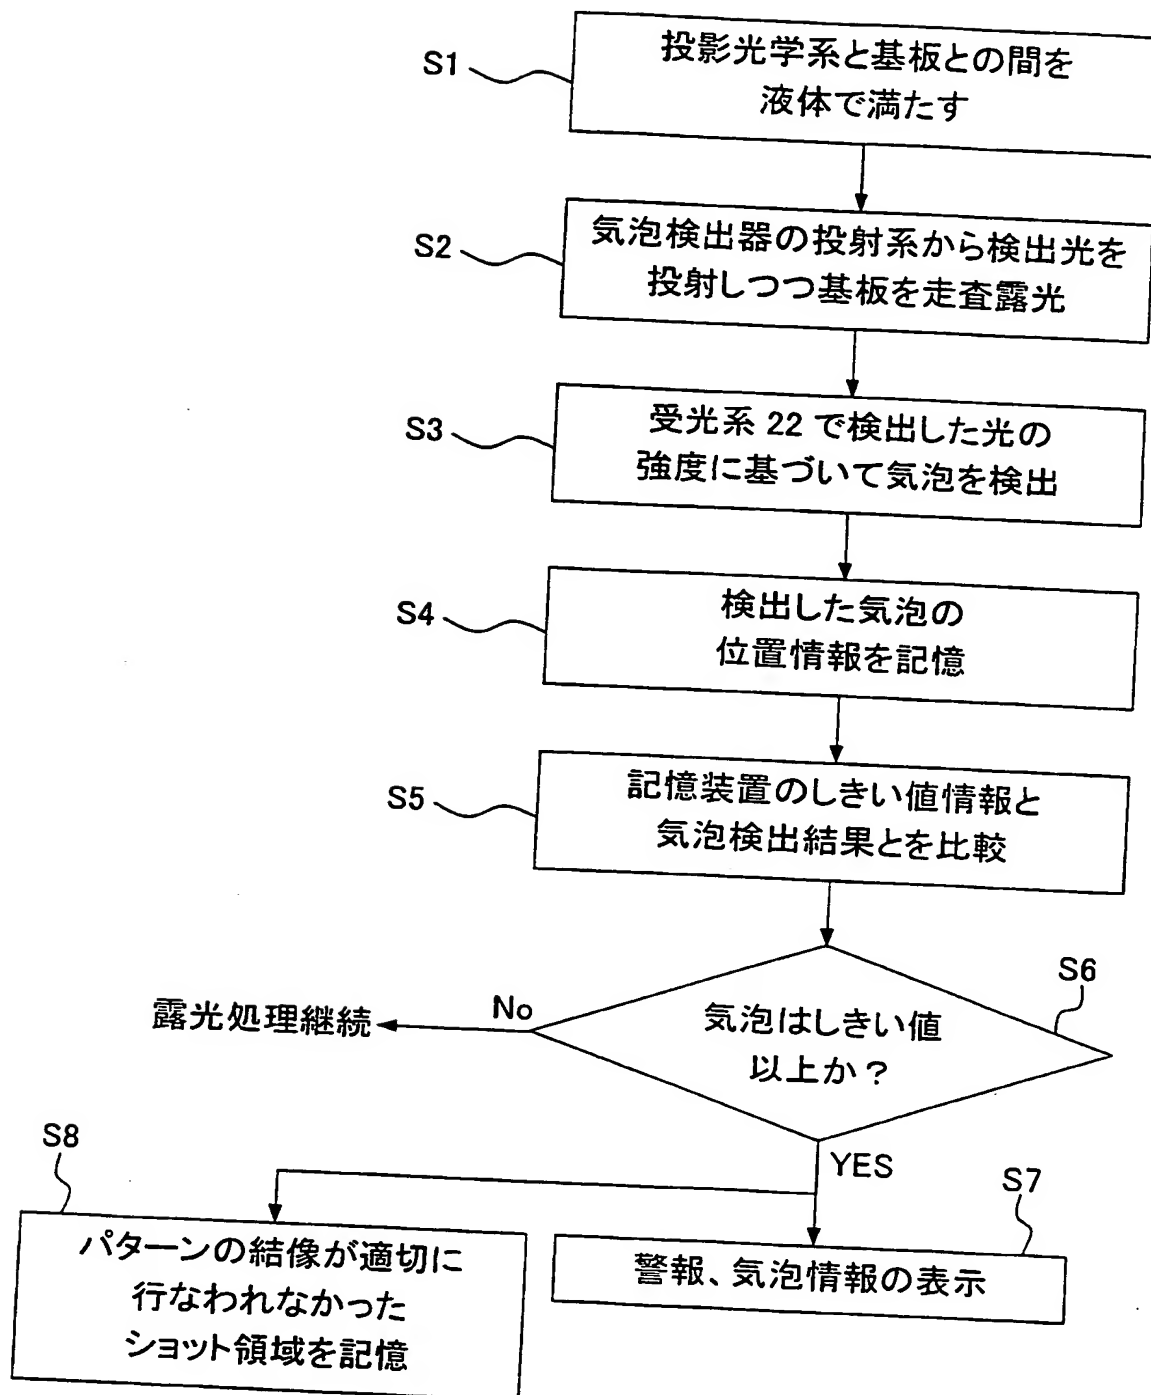 S1
投影光学系と基板との間を
液体で満たす
S2
気泡検出器の投射系から検出光を
投射しつつ基板を走査露光
S3
受光系 22 で検出した光の
強度に基づいて気泡を検出
S4
検出した気泡の
位置情報を記憶
S5
記憶装置のしきい値情報と
気泡検出結果とを比較
S6
気泡はしきい値
以上か？
No
露光処理継続
YES
S8
パターンの結像が適切に
行なわれなかった
ショット領域を記憶
S7
警報、気泡情報の表示